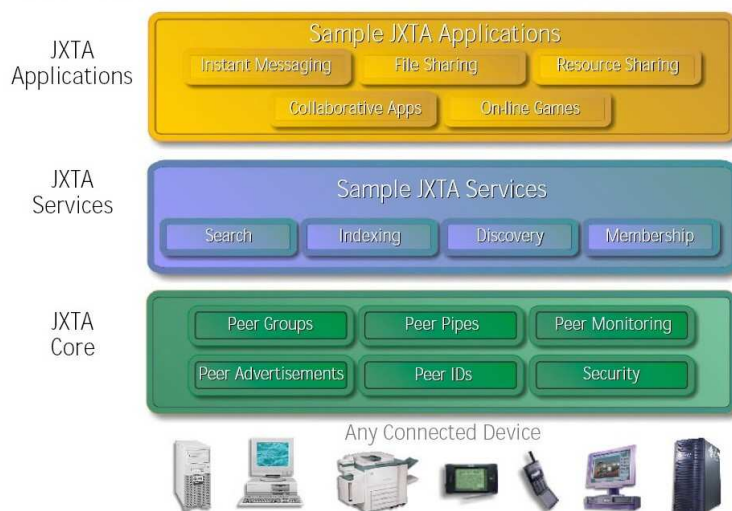 JXTA
Applications
Sample JXTA Applications
Instant Messaging
File Sharing
Resource Sharing
Collaborative Apps
On-line Games
JXTA
Services
Sample JXTA Services
Search
Indexing
Discovery
Membership
JXTA
Core
Peer Groups
Peer Pipes
Peer Monitoring
Peer Advertisements
Peer IDs
Security
Any Connected Device